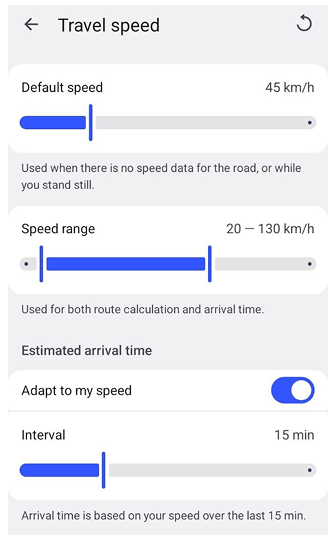 Travel speed
Default speed 45 km/h
Used when there is no speed data for the road, or while
you stand still.
Speed range 20 — 130 km/h
Used for both route calculation and arrival time.
Estimated arrival time
Adapt to my speed
Interval 15 min
Arrival time is based on your speed over the last 15 min.